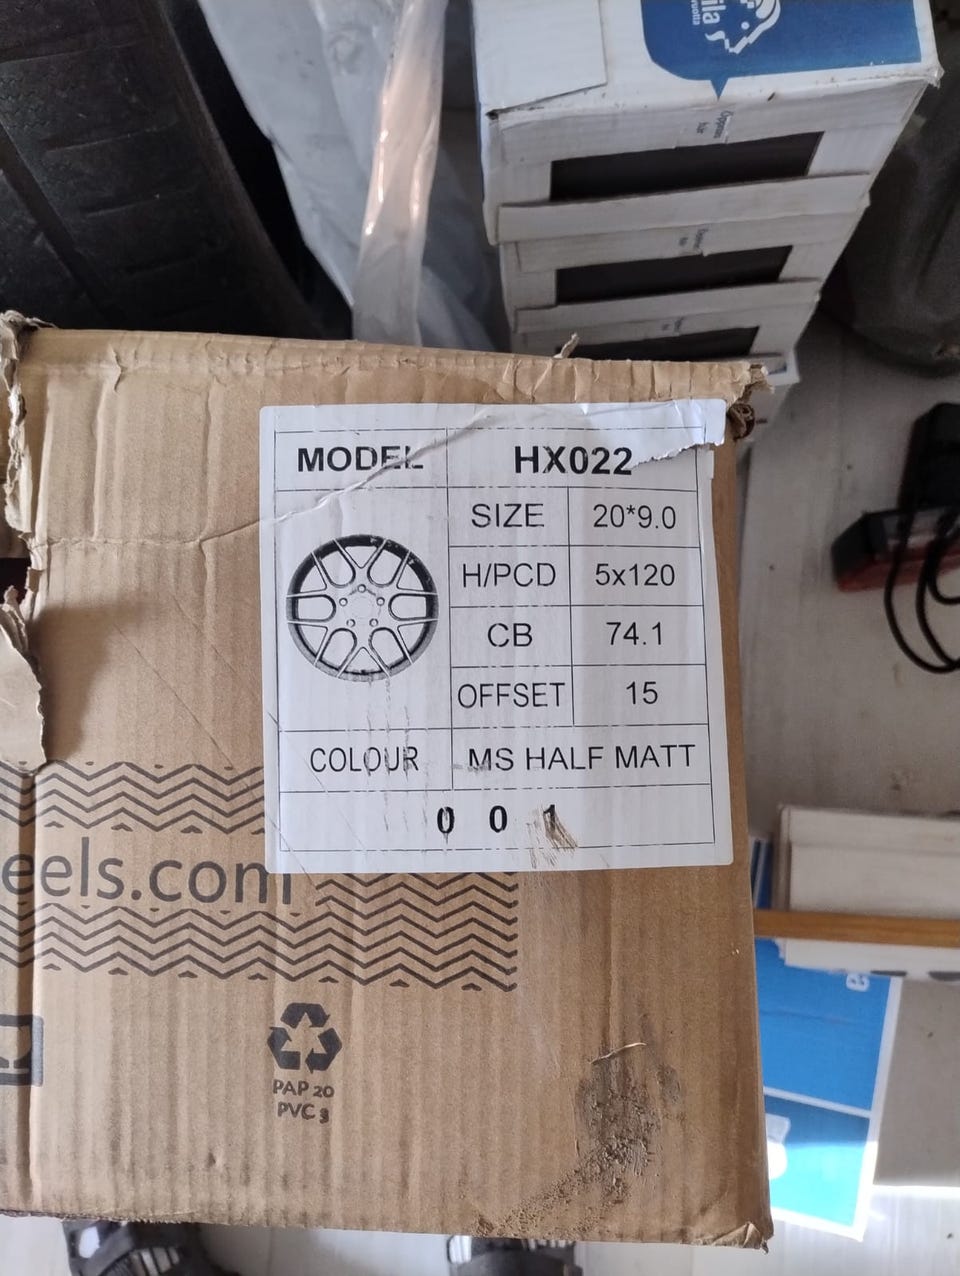 MODEL HX022
SIZE 20*9.0
H/PCD 5x120
CB 74.1
OFFSET 15
COLOUR MS HALF MATT
0 0 1
eels.com
PAP 20
PVC 3